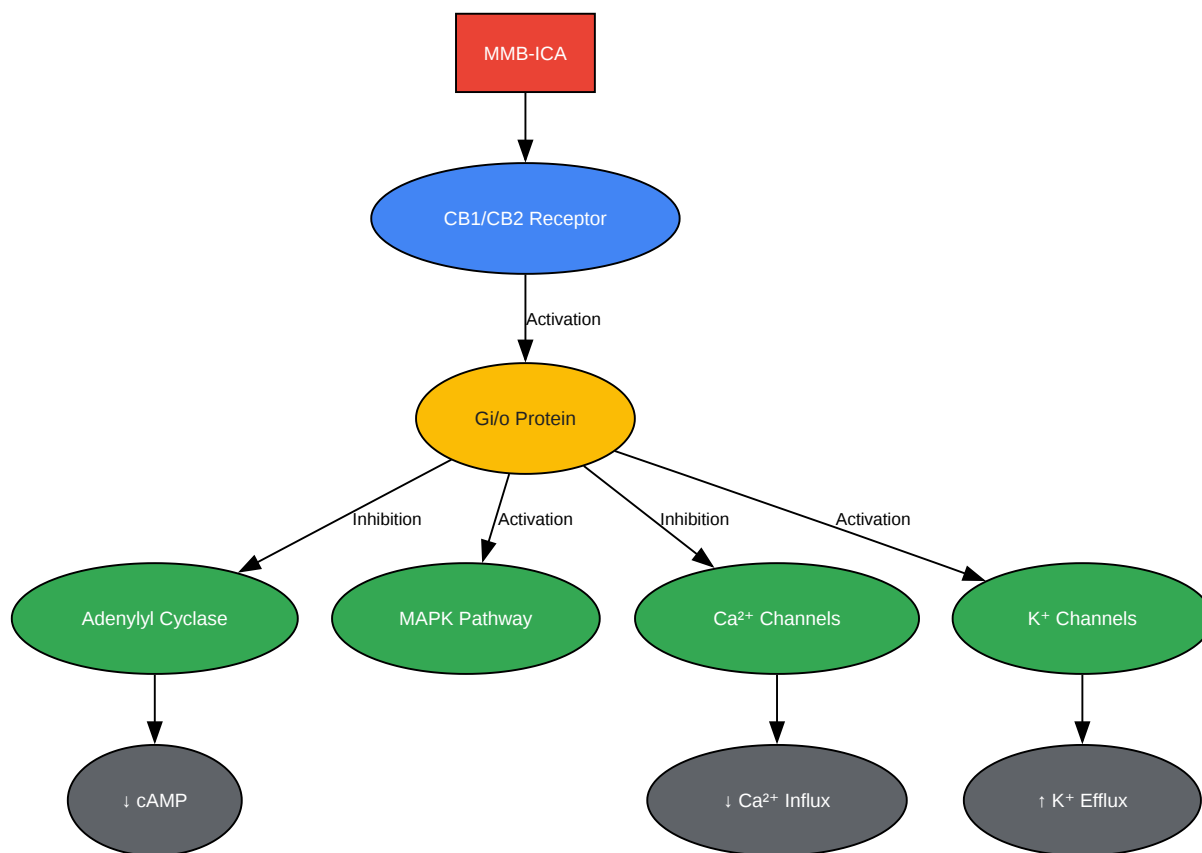 MMB-ICA
CB1/CB2 Receptor
Activation
Gi/o Protein
Inhibition
Activation
Inhibition
Activation
Adenylyl Cyclase
MAPK Pathway
Ca²⁺ Channels
K⁺ Channels
↓ cAMP
↓ Ca²⁺ Influx
↑ K⁺ Efflux